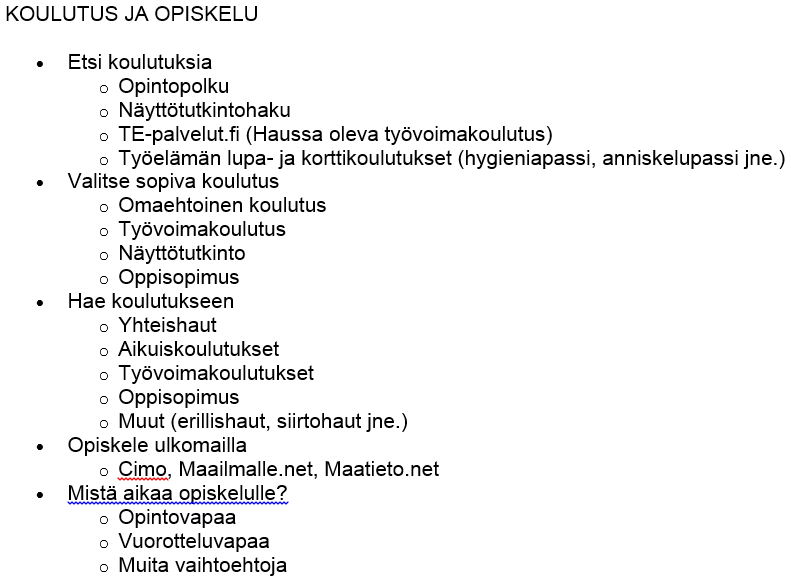 KOULUTUS JA OPISKELU
• Etsi koulutuksia
o Opintopolku
o Näyttötutkintohaku
o TE-palvelut.fi (Haussa oleva työvoimakoulutus)
o Työelämän lupa- ja korttikoulutukset (hygieniapassi, anniskelupassi jne.)
• Valitse sopiva koulutus
o Omaehtoinen koulutus
o Työvoimakoulutus
o Näyttötutkinto
o Oppisopimus
• Hae koulutukseen
o Yhteishaut
o Aikuiskoulutukset
o Työvoimakoulutukset
o Oppisopimus
o Muut (erillishaut, siirtohaut jne.)
• Opiskele ulkomailla
o Cimo, Maailmalle.net, Maatieto.net
• Mistä aikaa opiskelulle?
o Opintovapaa
o Vuorotteluvapaa
o Muita vaihtoehtoja